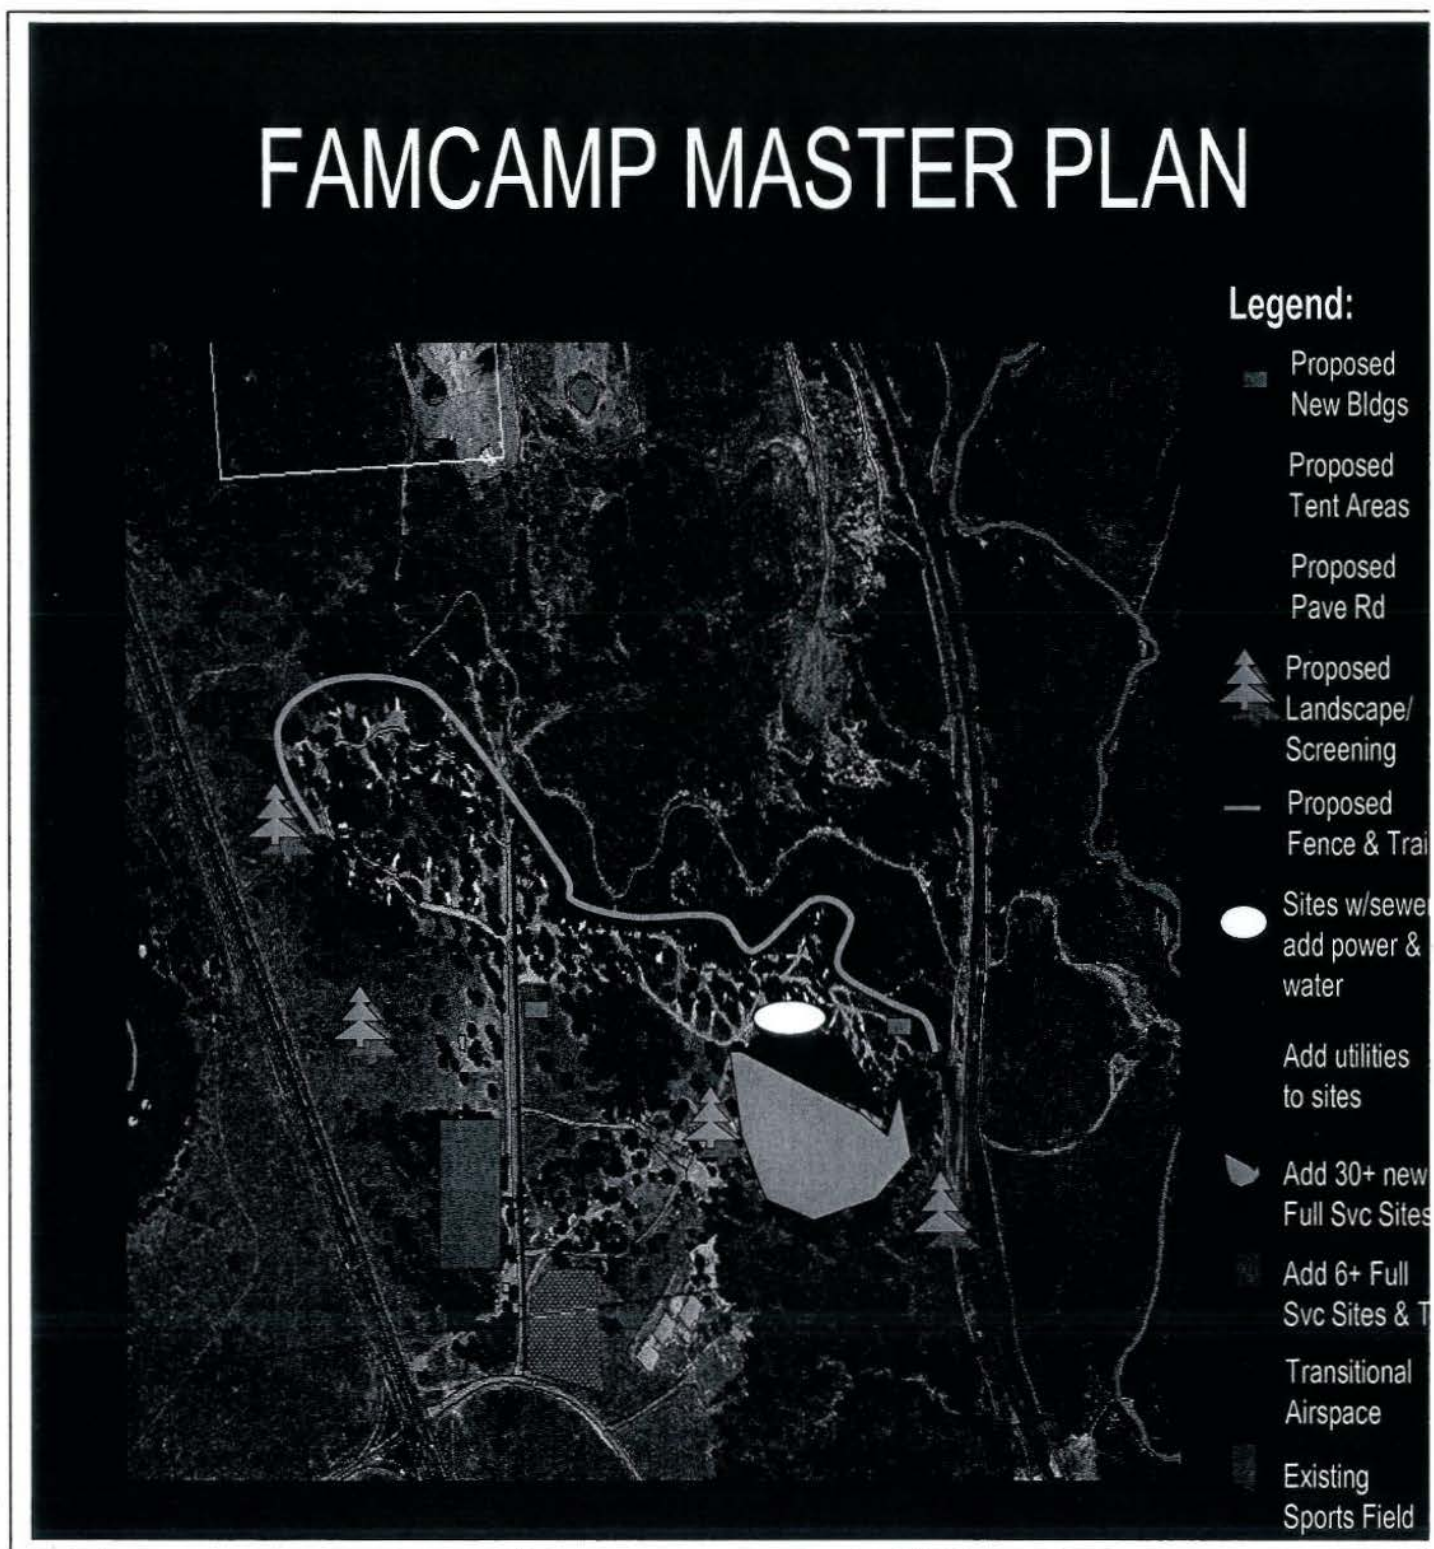 FAMCAMP MASTER PLAN
Legend:
Proposed
New Bldgs
Proposed
Tent Areas
Proposed
Pave Rd
Proposed
Landscape/
Screening
Proposed
Fence & Trai
Sites w/sewer
add power &
water
Add utilities
to sites
Add 30+ new
Full Svc Sites
Add 6+ Full
Svc Sites & T
Transitional
Airspace
Existing
Sports Field